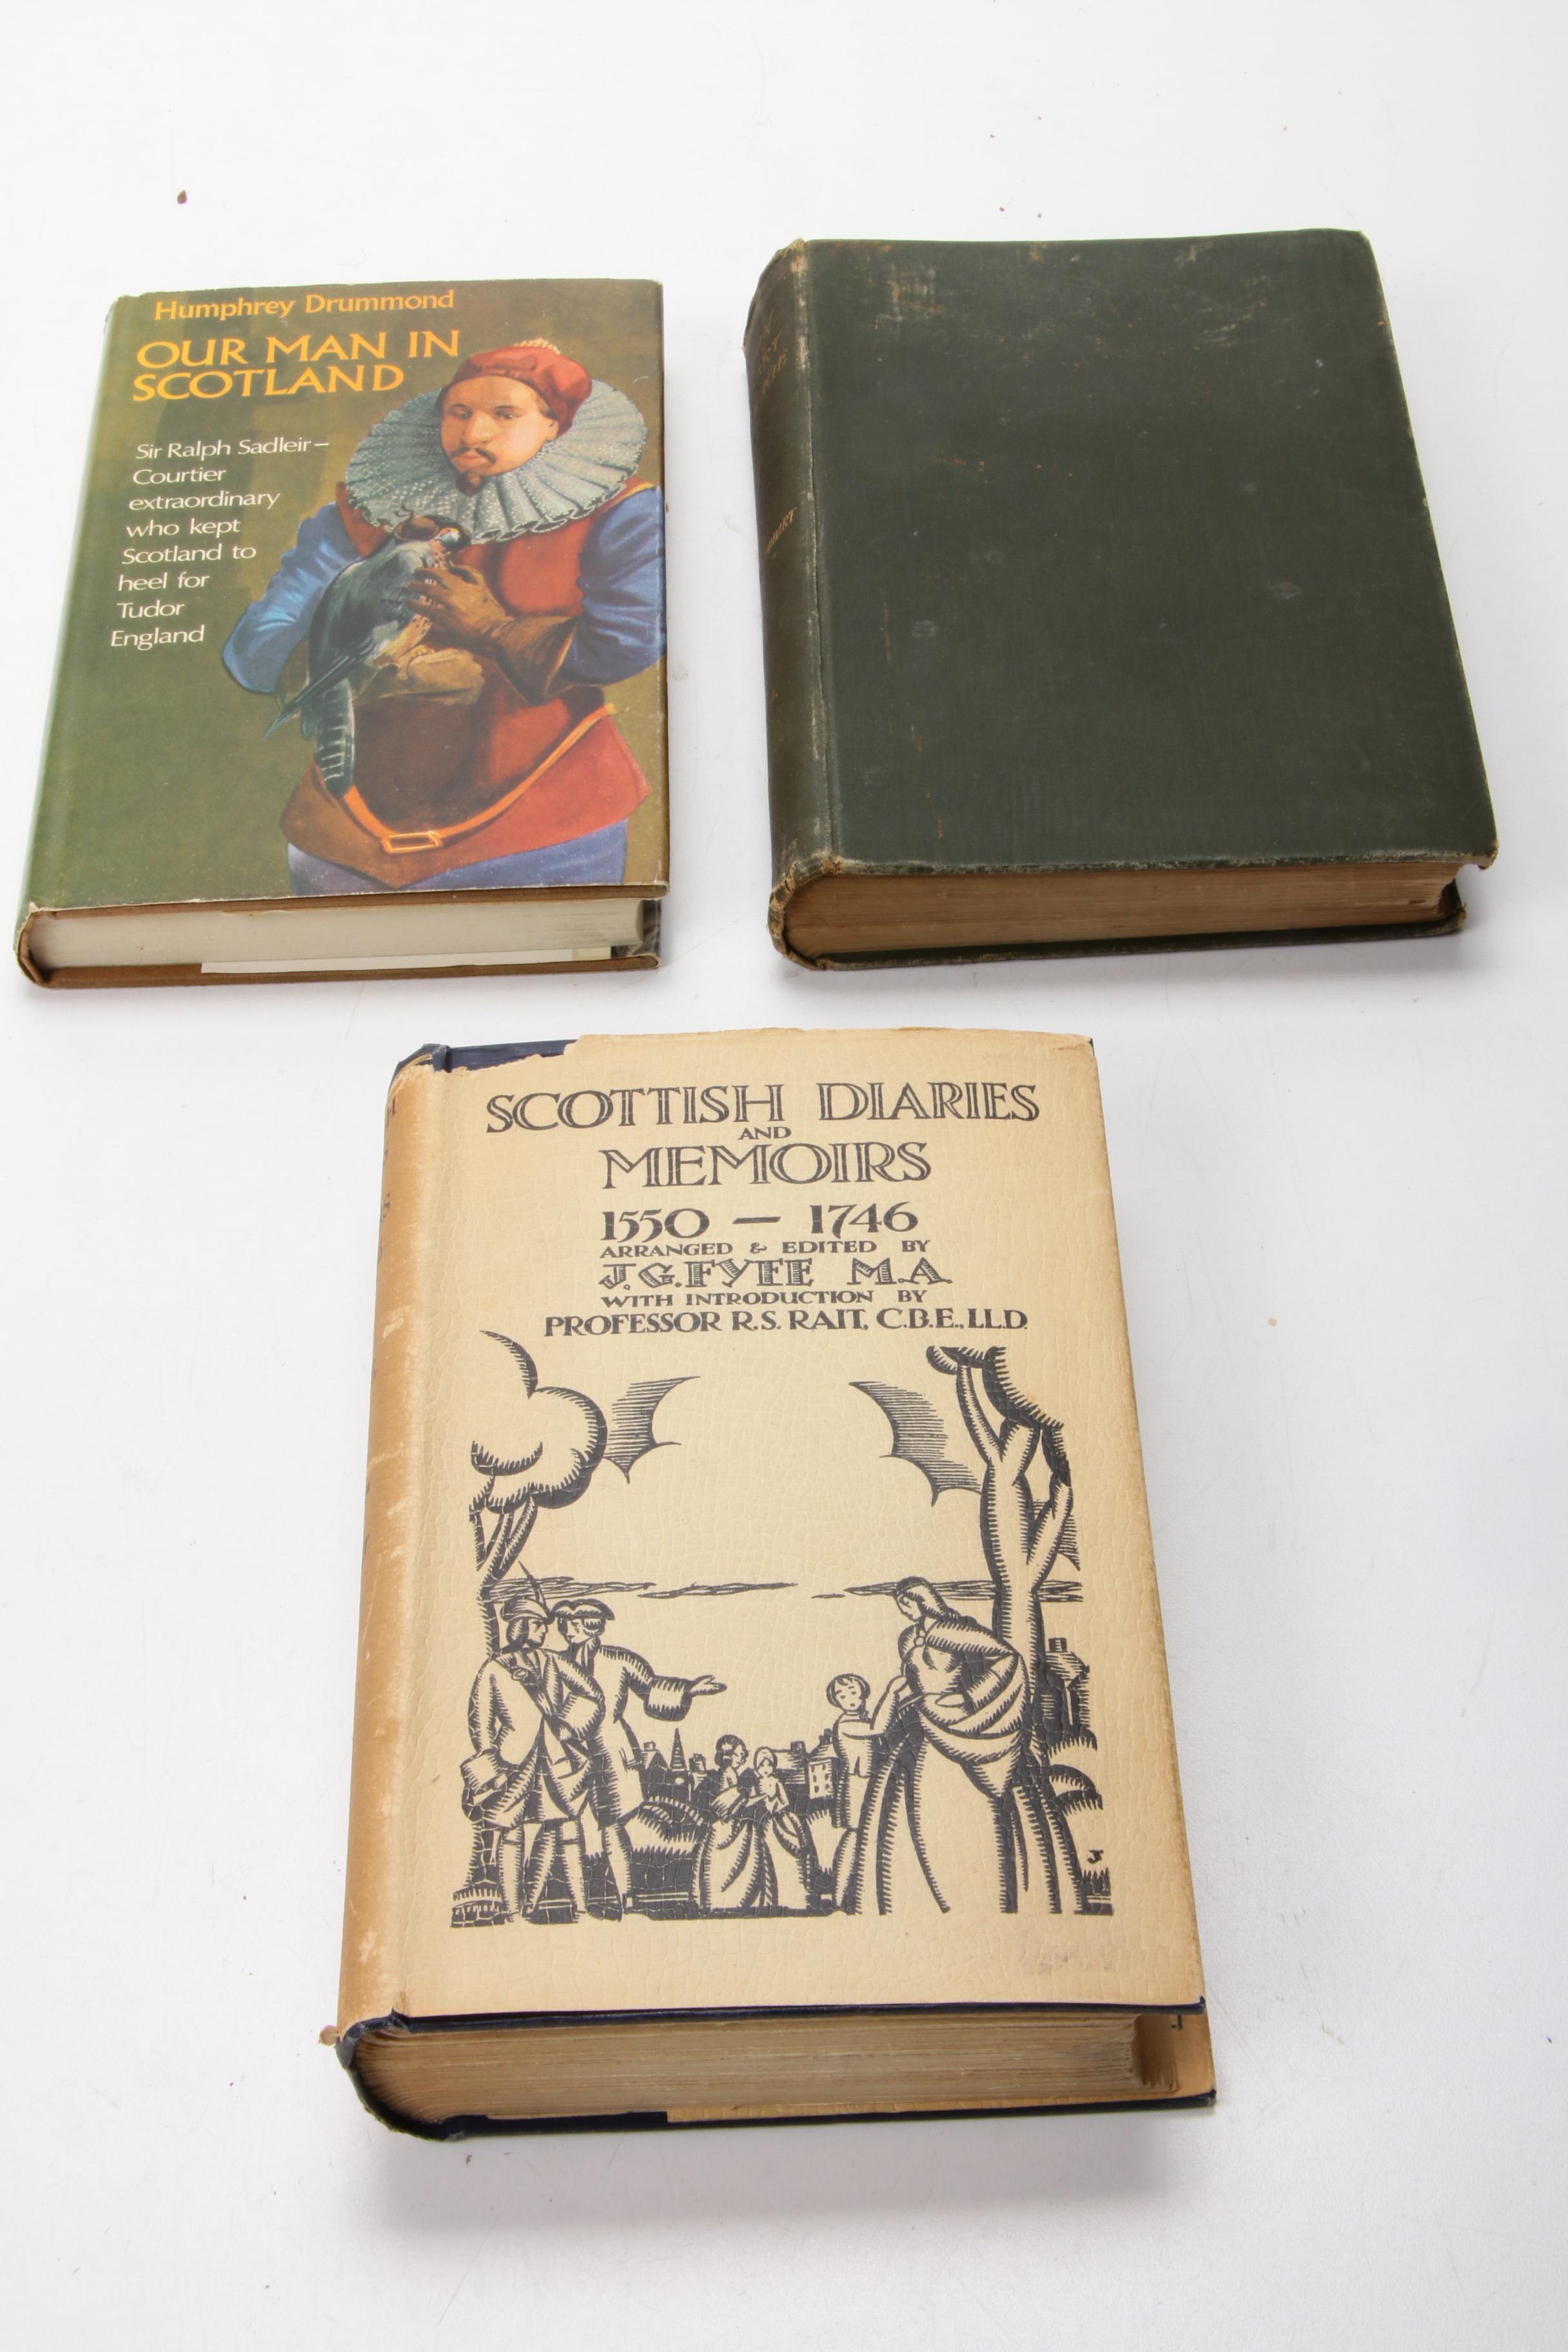 Humphrey Drummond
OUR MAN IN
SCOTLAND
Sir Ralph Sadleir–
Courtier
extraordinary
who kept
Scotland to
heel for
Tudor
England
SCOTTISH DIARIES
AND
MEMOIRS
1550 — 1746
ARRANGED & EDITED BY
J.G. FYFE M.A.
WITH INTRODUCTION BY
PROFESSOR R.S. RAIT, C.B.E., LL.D.
J